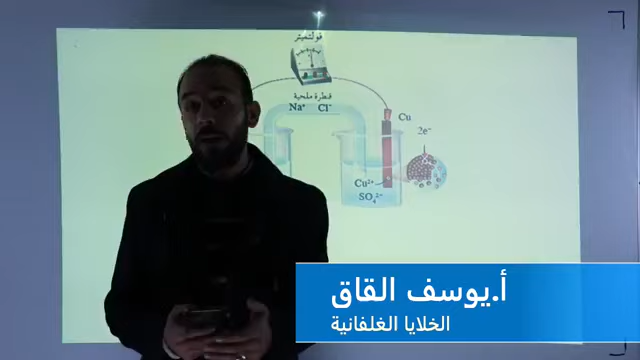 فولتميتر
قنطرة ملحية
Na⁺ Cl⁻
Cu
2e⁻
Cu²⁺
SO₄²⁻
أ.يوسف القاق
الخلايا الغلفانية